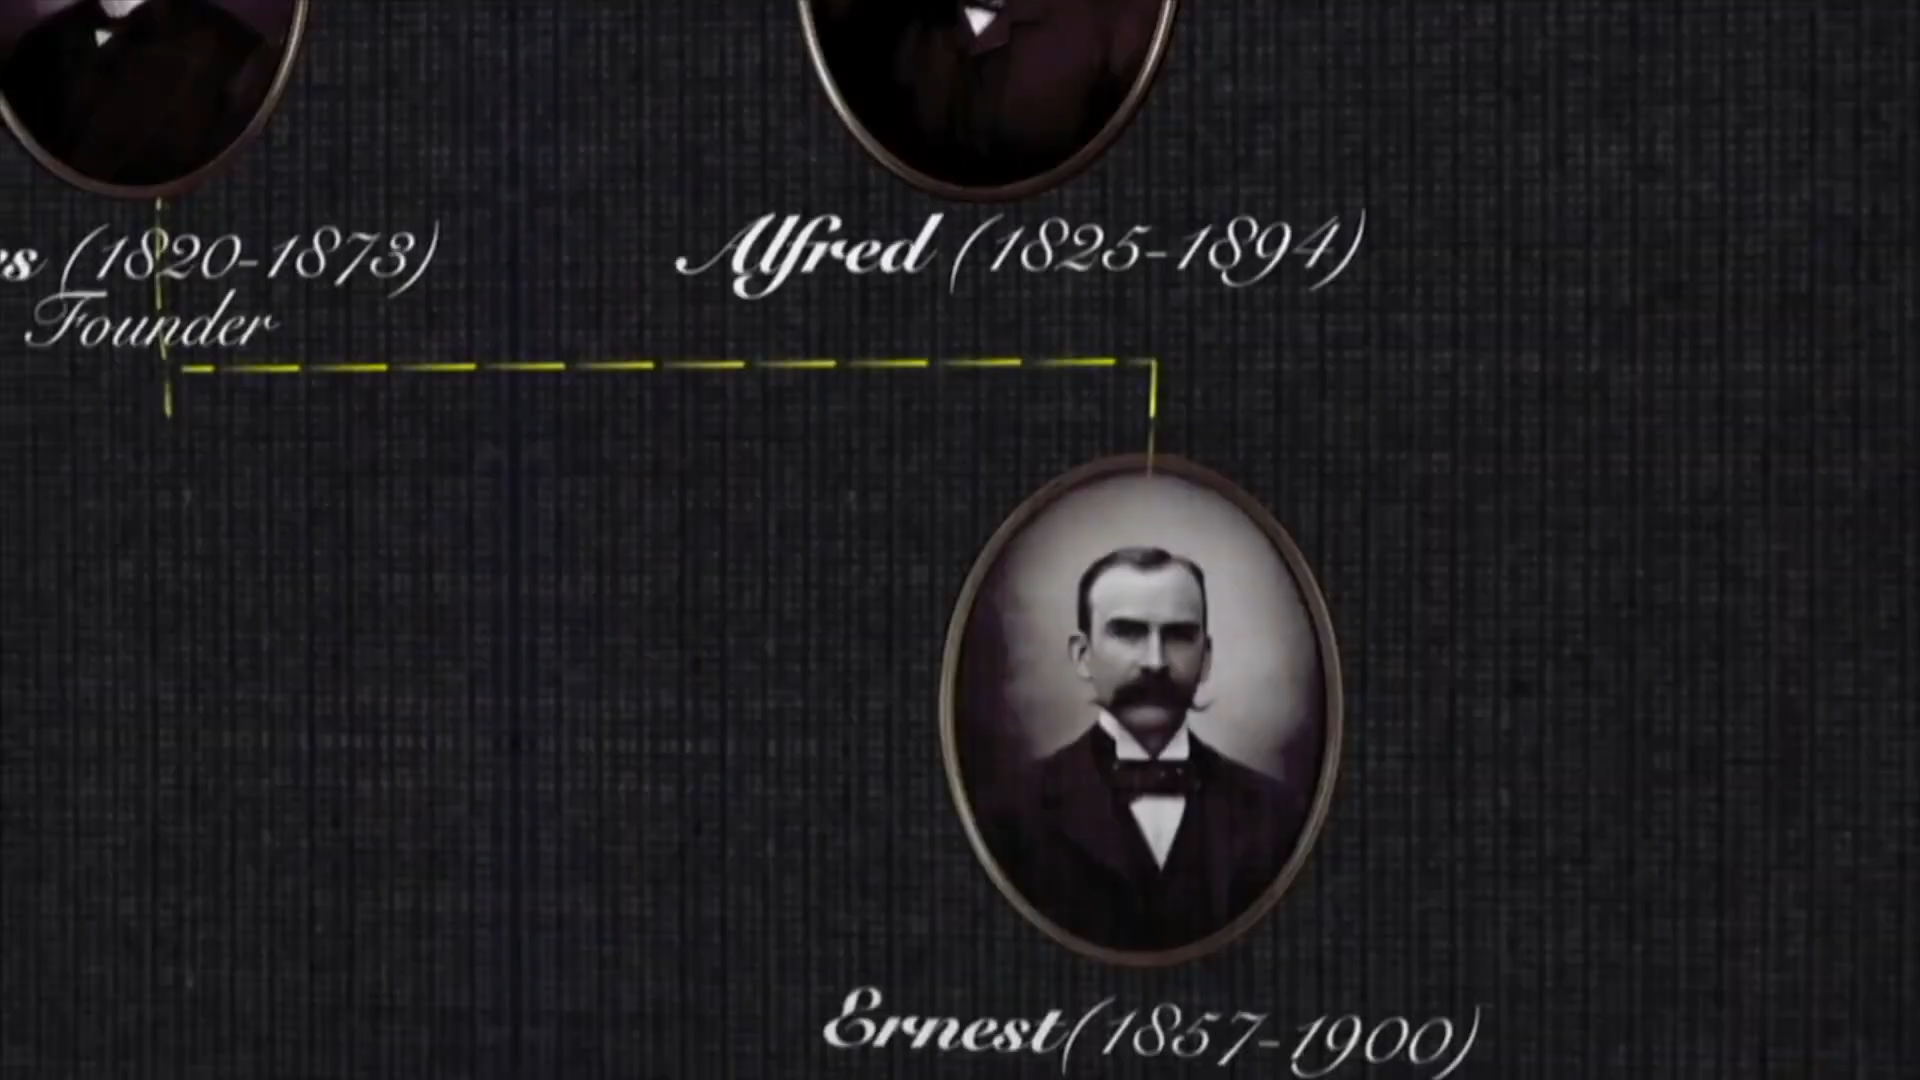 (1820-1873)
Founder
Alfred (1825-1894)
Ernest (1857-1900)